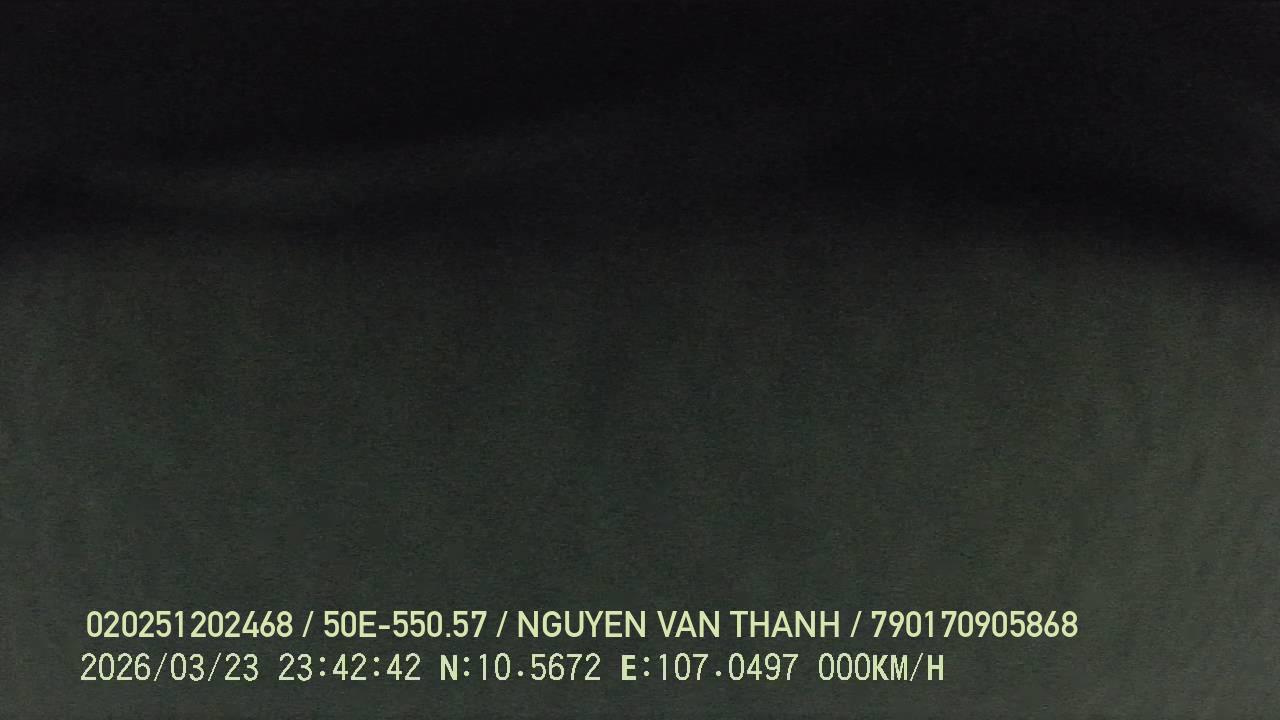 020251202468 / 50E-550.57 / NGUYEN VAN THANH / 790170905868
2026/03/23 23:42:42 N:10.5672 E:107.0497 000KM/H